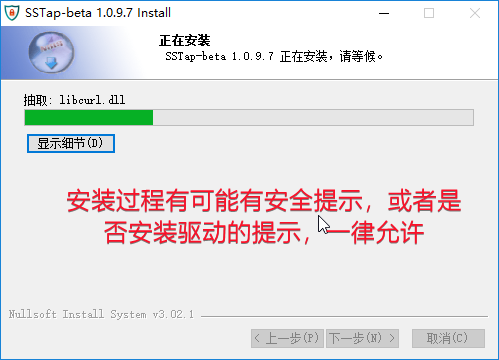 SSTap-beta 1.0.9.7 Install
正在安装
SSTap-beta 1.0.9.7 正在安装，请等候。
抽取: libcurl.dll
显示细节(D)
安装过程有可能有安全提示，或者是
否安装驱动的提示，一律允许
Nullsoft Install System v3.02.1
< 上一步(P) 下一步(N) > 取消(C)